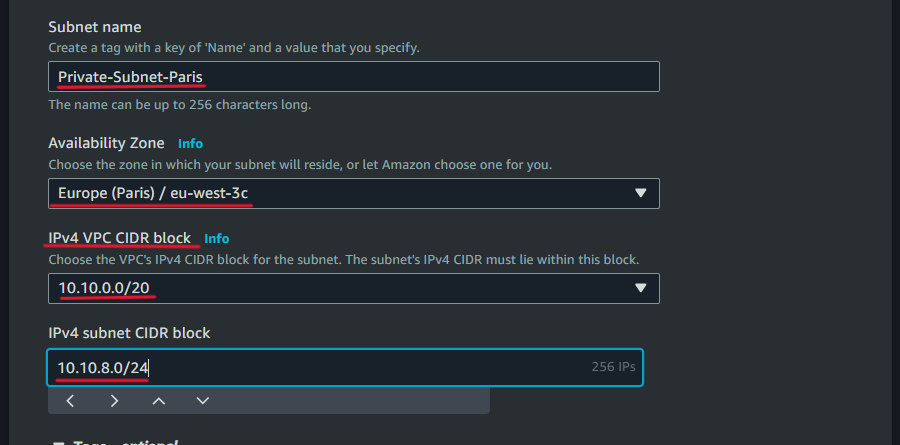 Subnet name
Create a tag with a key of 'Name' and a value that you specify.
Private-Subnet-Paris
The name can be up to 256 characters long.
Availability Zone Info
Choose the zone in which your subnet will reside, or let Amazon choose one for you.
Europe (Paris) / eu-west-3c
IPv4 VPC CIDR block Info
Choose the VPC's IPv4 CIDR block for the subnet. The subnet's IPv4 CIDR must lie within this block.
10.10.0.0/20
IPv4 subnet CIDR block
10.10.8.0/24 256 IPs
Tags - optional